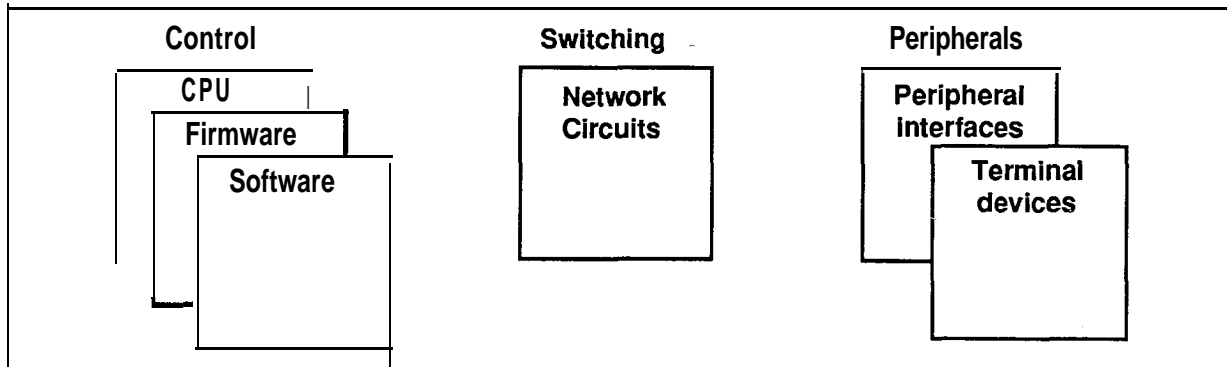 Control
CPU
Firmware
Software
Switching
Network
Circuits
Peripherals
Peripheral
interfaces
Terminal
devices